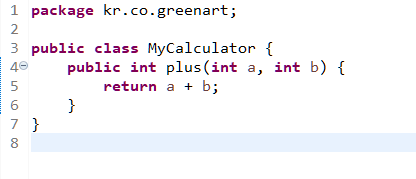 1 package kr.co.greenart;
2
3 public class MyCalculator {
4     public int plus(int a, int b) {
5         return a + b;
6     }
7 }
8